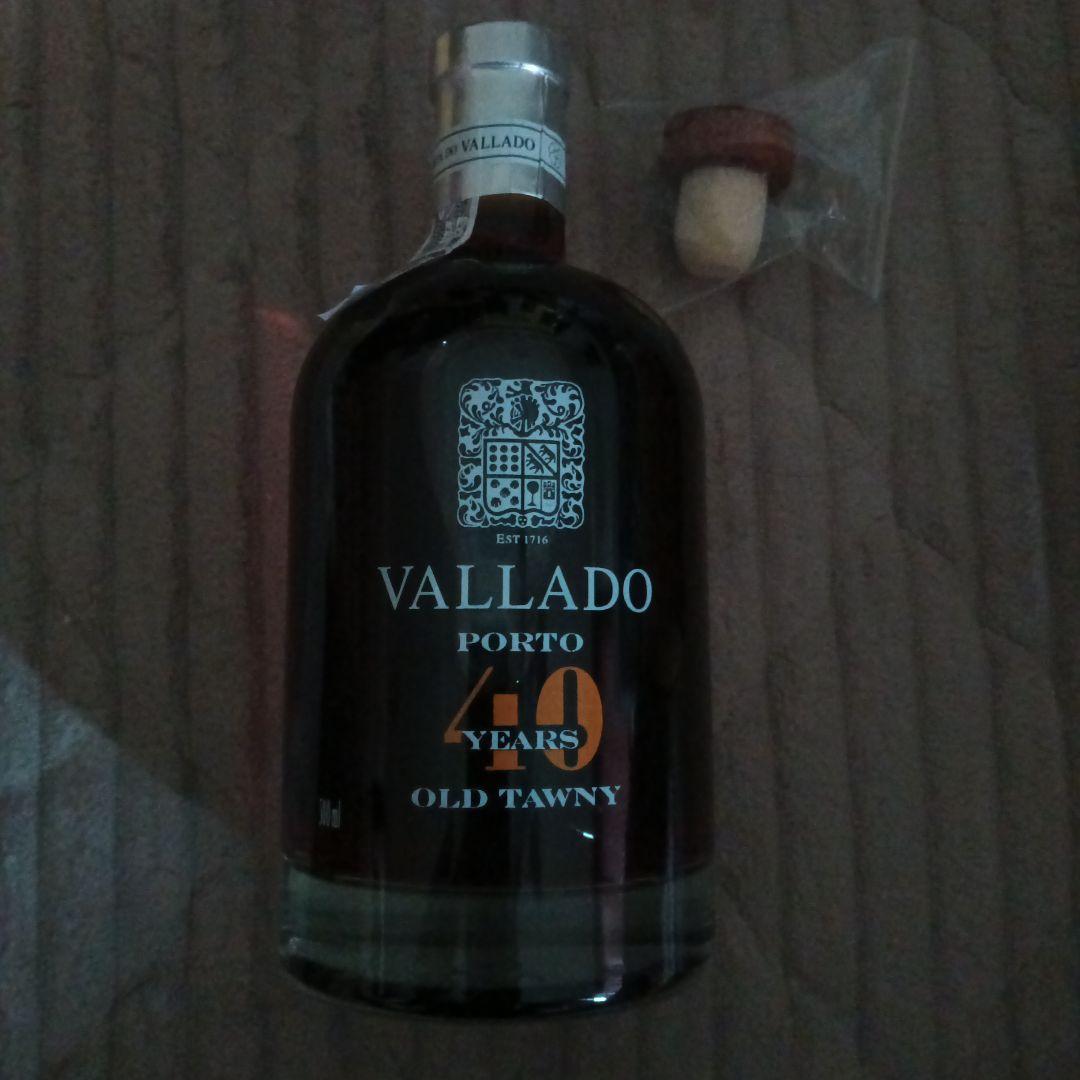 DO VALLADO
EST 1716
VALLADO
PORTO
40
YEARS
OLD TAWNY
500 ml